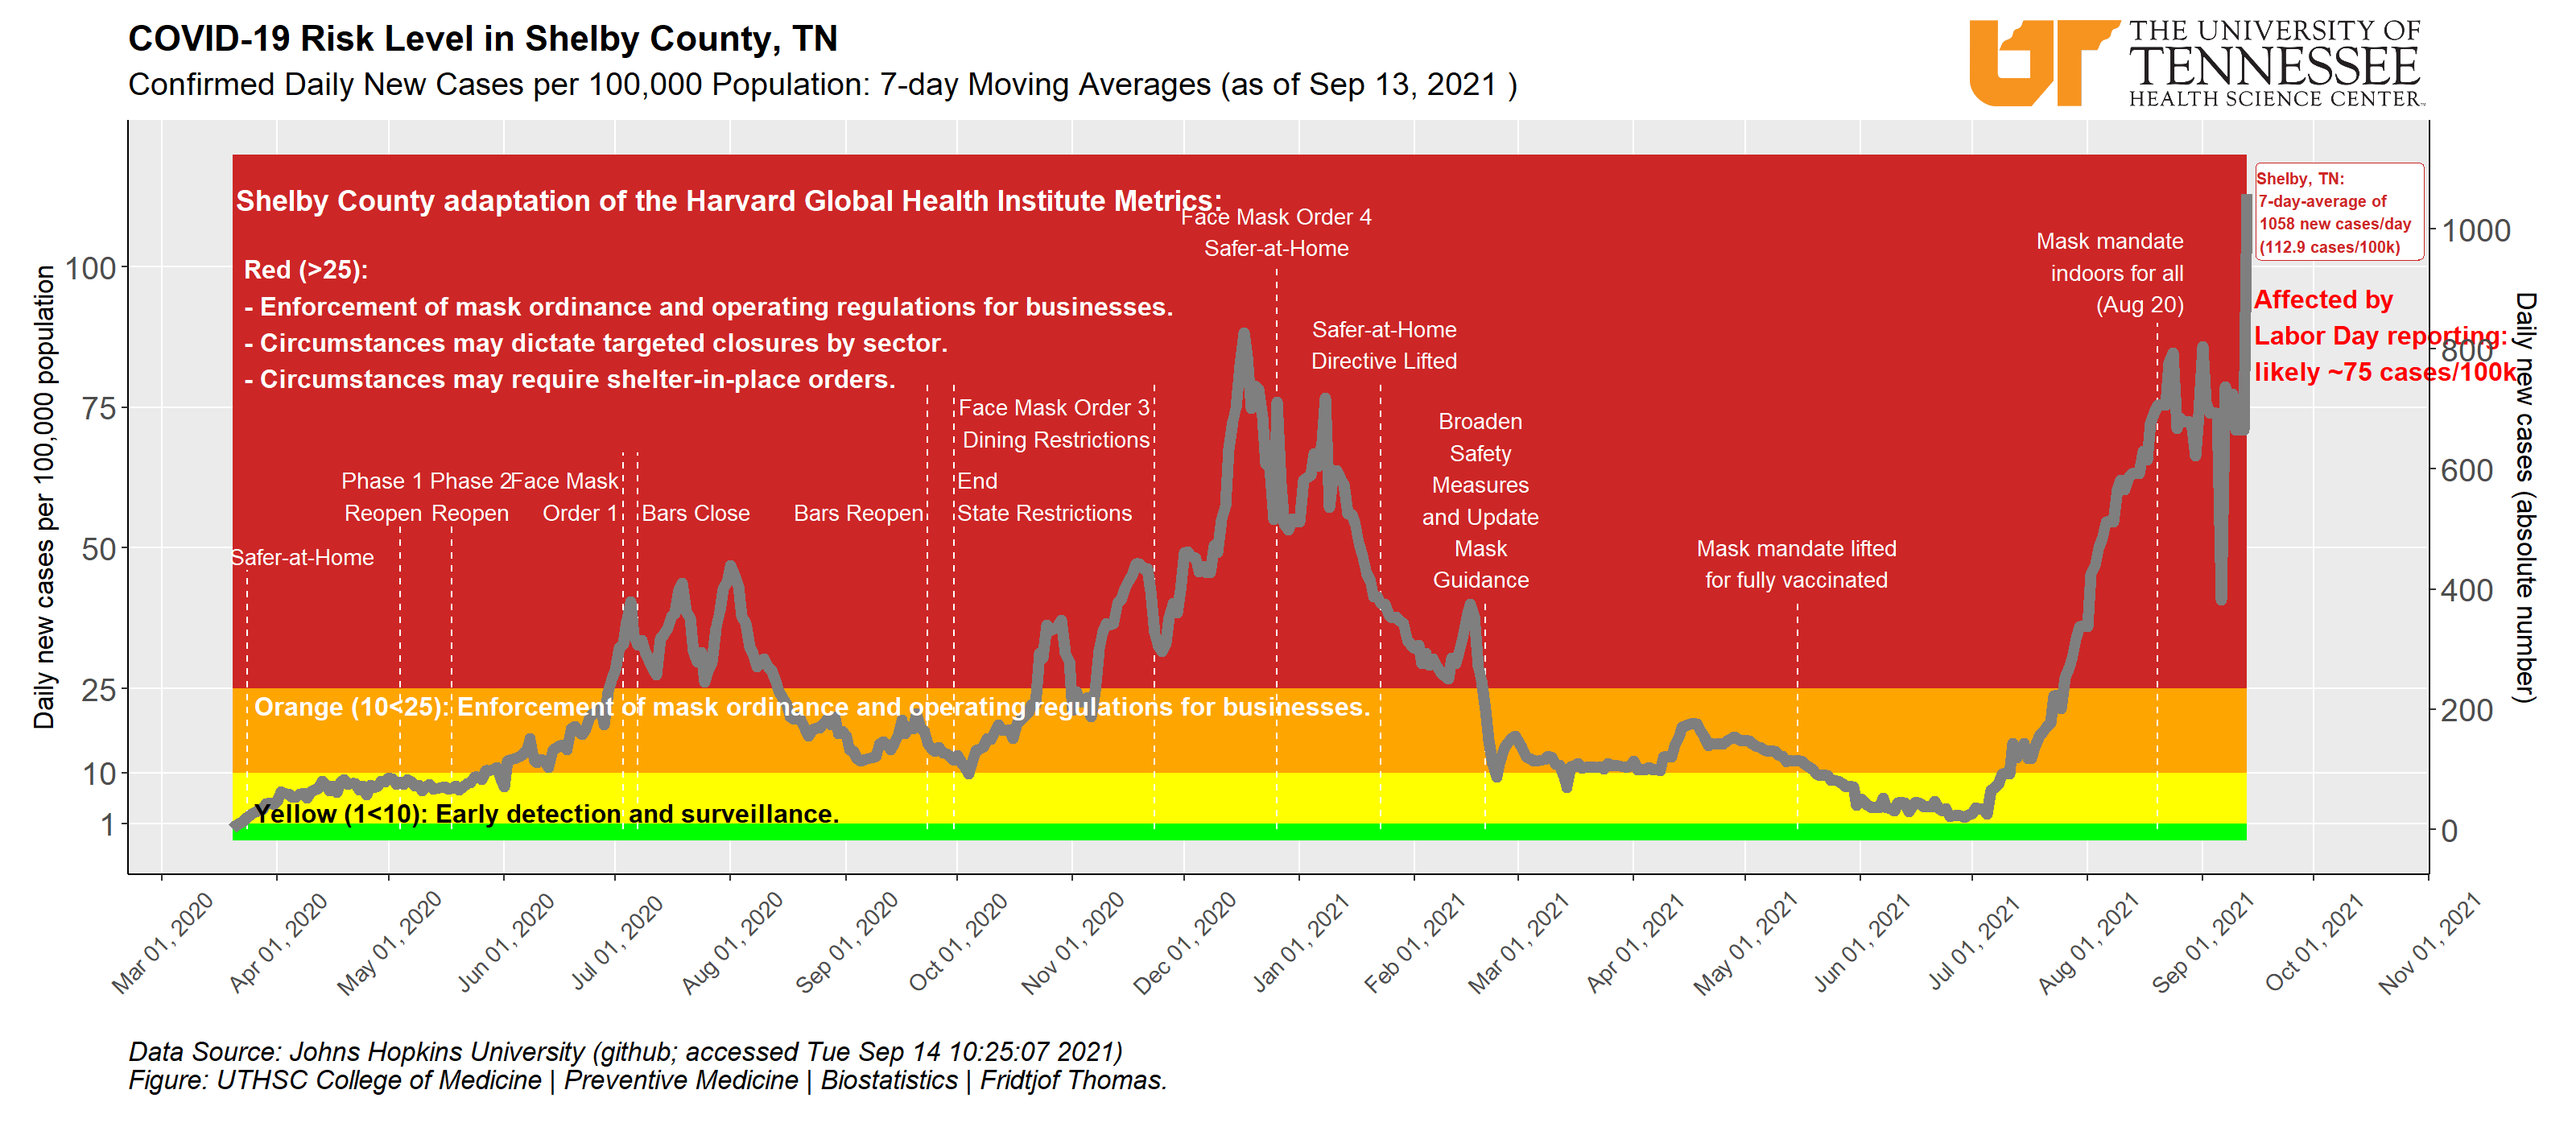 COVID-19 Risk Level in Shelby County, TN
Confirmed Daily New Cases per 100,000 Population: 7-day Moving Averages (as of Sep 13, 2021 )
UT
THE UNIVERSITY OF
TENNESSEE
HEALTH SCIENCE CENTER
Daily new cases per 100,000 population
100
75
50
25
10
1
Shelby County adaptation of the Harvard Global Health Institute Metrics:
Red (>25):
- Enforcement of mask ordinance and operating regulations for businesses.
- Circumstances may dictate targeted closures by sector.
- Circumstances may require shelter-in-place orders.
Safer-at-Home
Phase 1
Reopen
Phase 2
Reopen
Face Mask
Order 1
Bars Close
Bars Reopen
End
State Restrictions
Face Mask Order 3
Dining Restrictions
Face Mask Order 4
Safer-at-Home
Safer-at-Home
Directive Lifted
Broaden
Safety
Measures
and Update
Mask
Guidance
Mask mandate lifted
for fully vaccinated
Mask mandate
indoors for all
(Aug 20)
Orange (10<25): Enforcement of mask ordinance and operating regulations for businesses.
Yellow (1<10): Early detection and surveillance.
Shelby, TN:
7-day-average of
1058 new cases/day
(112.9 cases/100k)
Affected by
Labor Day reporting:
likely ~75 cases/100k
1000
800
600
400
200
0
Daily new cases (absolute number)
Mar 01, 2020
Apr 01, 2020
May 01, 2020
Jun 01, 2020
Jul 01, 2020
Aug 01, 2020
Sep 01, 2020
Oct 01, 2020
Nov 01, 2020
Dec 01, 2020
Jan 01, 2021
Feb 01, 2021
Mar 01, 2021
Apr 01, 2021
May 01, 2021
Jun 01, 2021
Jul 01, 2021
Aug 01, 2021
Sep 01, 2021
Oct 01, 2021
Nov 01, 2021
Data Source: Johns Hopkins University (github; accessed Tue Sep 14 10:25:07 2021)
Figure: UTHSC College of Medicine | Preventive Medicine | Biostatistics | Fridtjof Thomas.